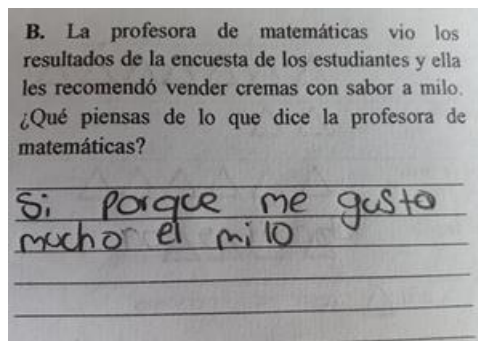 B. La profesora de matemáticas vio los
resultados de la encuesta de los estudiantes y ella
les recomendó vender cremas con sabor a milo.
¿Qué piensas de lo que dice la profesora de
matemáticas?
Si porque me gusto
mucho el milo